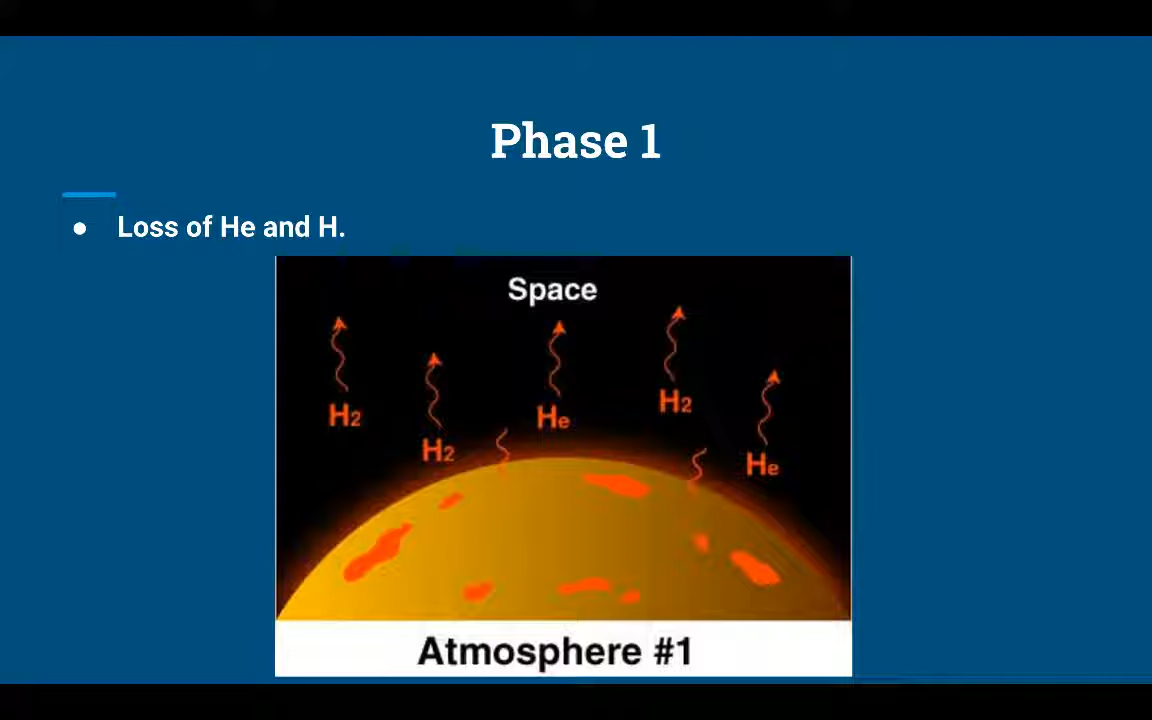 Phase 1
● Loss of He and H.
Space
H2
H2
He
H2
He
Atmosphere #1